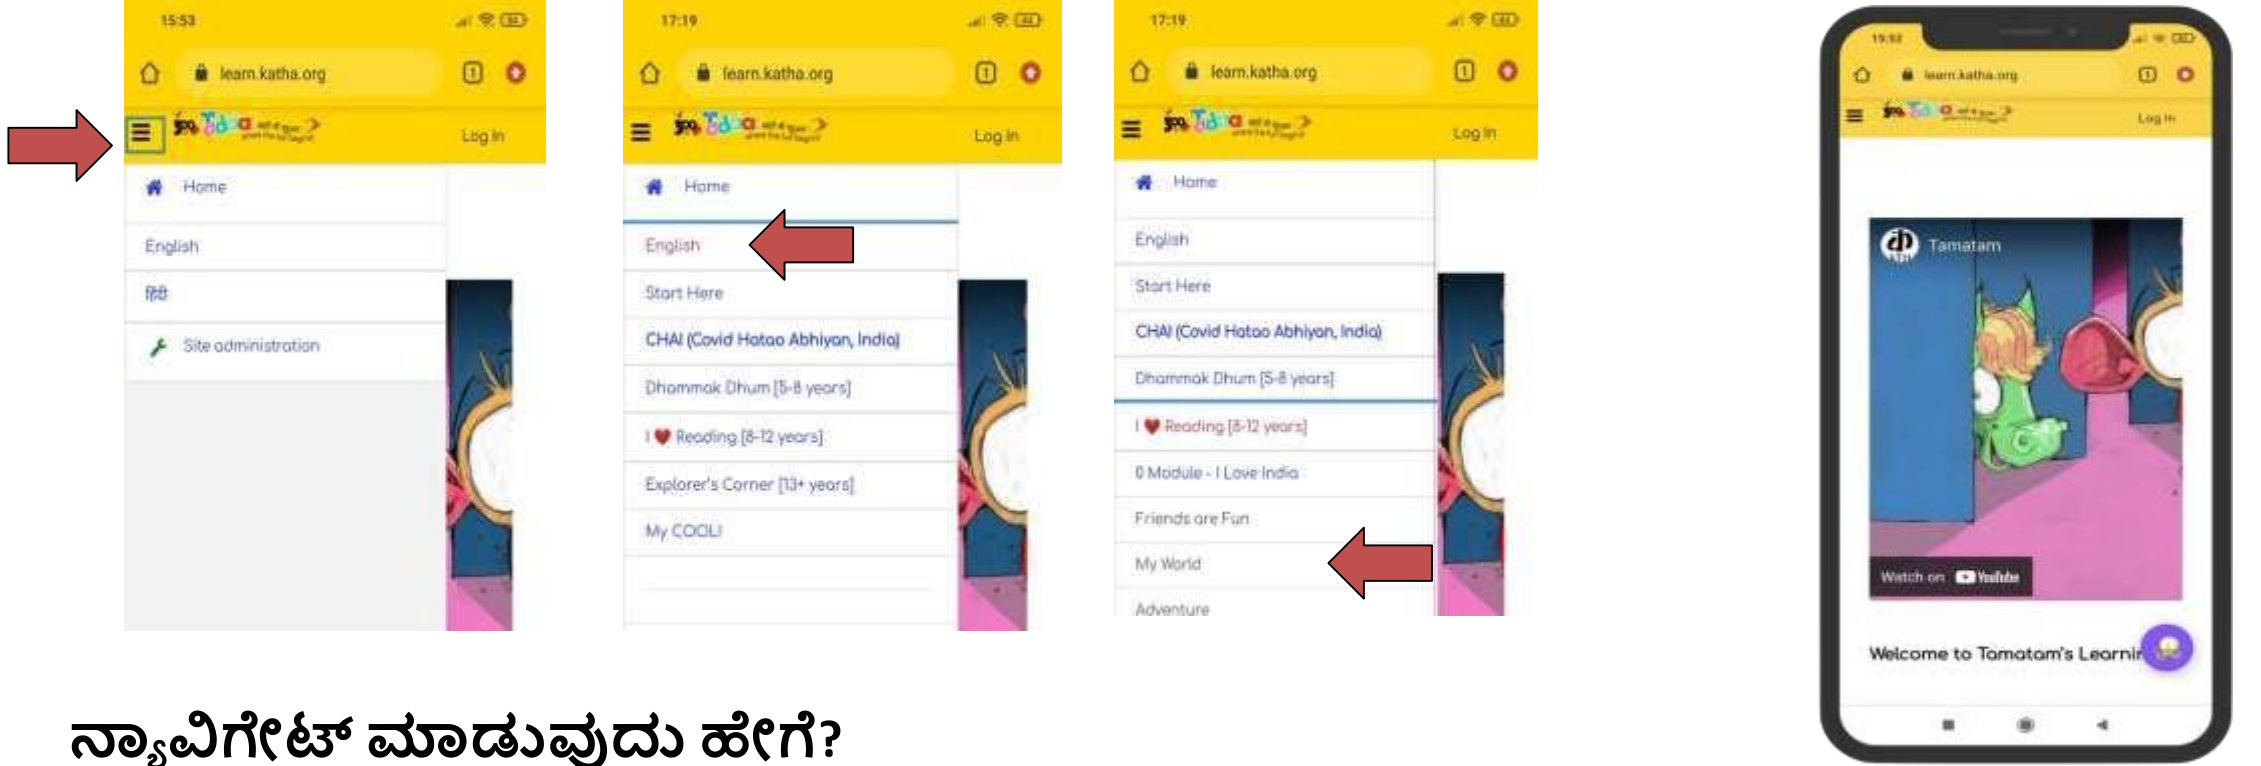 15:53
learn.katha.org
Log In
Home
English
हिंदी
Site administration
17:19
learn.katha.org
Log In
Home
English
Start Here
CHAI (Covid Hatao Abhiyan, India)
Dhammak Dhum [5-8 years]
I ❤ Reading [8-12 years]
Explorer's Corner [13+ years]
My COOL!
17:19
learn.katha.org
Log In
Home
English
Start Here
CHAI (Covid Hatao Abhiyan, India)
Dhammak Dhum [5-8 years]
I ❤ Reading [8-12 years]
0 Module - I Love India
Friends are Fun
My World
Adventure
15:52
learn.katha.org
Log In
Tamatam
Watch on YouTube
Welcome to Tamatam's Learnin
ನ್ಯಾವಿಗೇಟ್ ಮಾಡುವುದು ಹೇಗೆ?